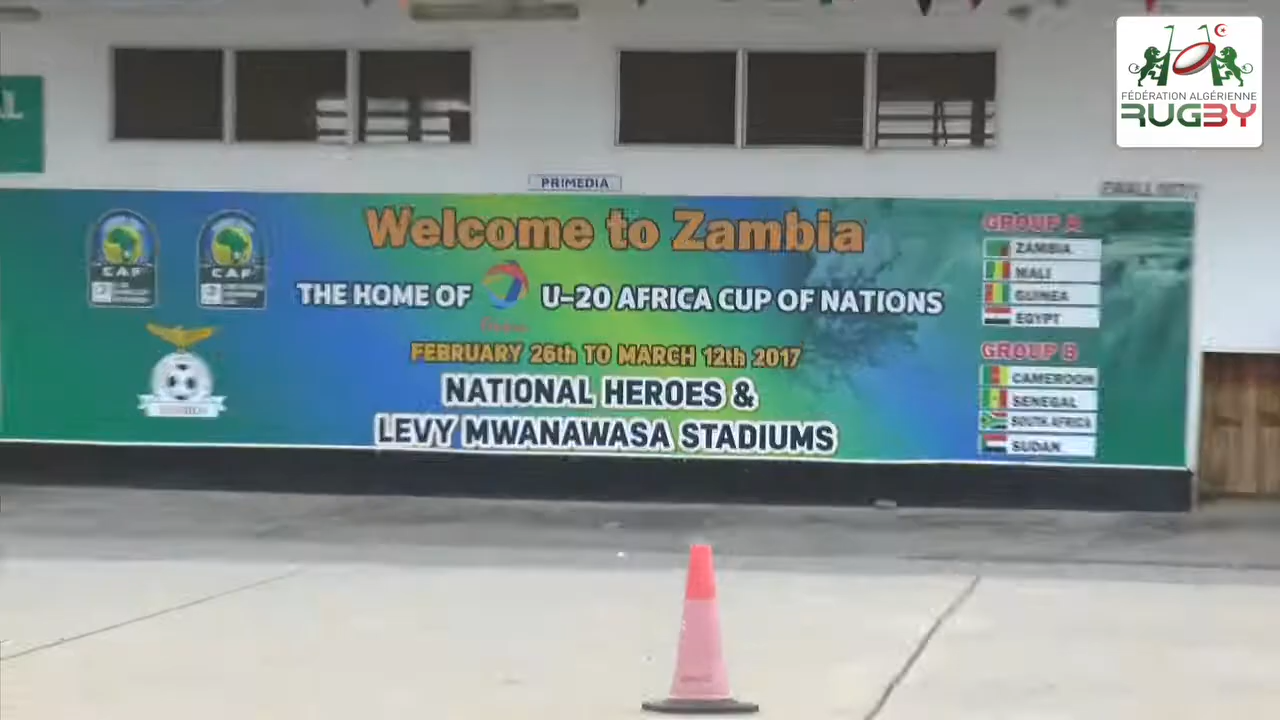 FÉDÉRATION ALGÉRIENNE
RUGBY
PRIMEDIA
Welcome to Zambia
THE HOME OF
U-20 AFRICA CUP OF NATIONS
FEBRUARY 26th TO MARCH 12th 2017
NATIONAL HEROES &
LEVY MWANAWASA STADIUMS
CAF
CAF
GROUP A
ZAMBIA
MALI
GUINEA
EGYPT
GROUP B
CAMEROON
SENEGAL
SOUTH AFRICA
SUDAN